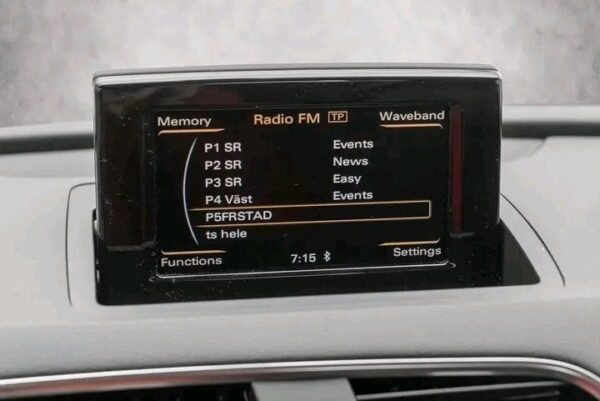 Memory Radio FM TP Waveband
P1 SR Events
P2 SR News
P3 SR Easy
P4 Väst Events
P5FRSTAD
ts hele
Functions 7:15 Settings